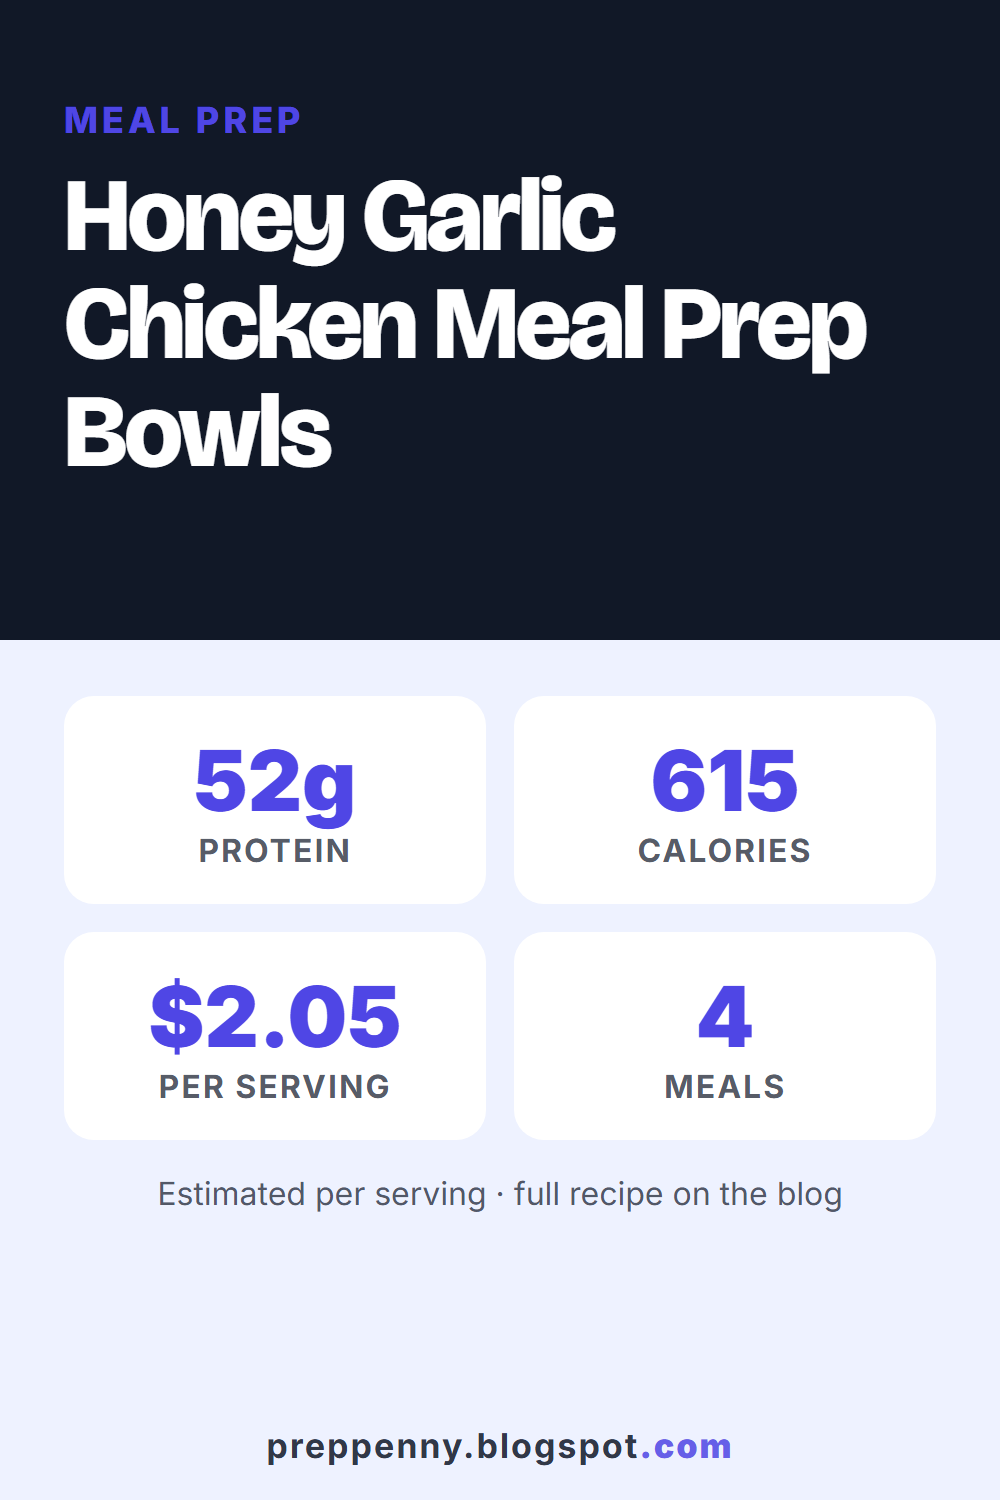 MEAL PREP
Honey Garlic
Chicken Meal Prep
Bowls
52g
PROTEIN
615
CALORIES
$2.05
PER SERVING
4
MEALS
Estimated per serving · full recipe on the blog
preppenny.blogspot.com